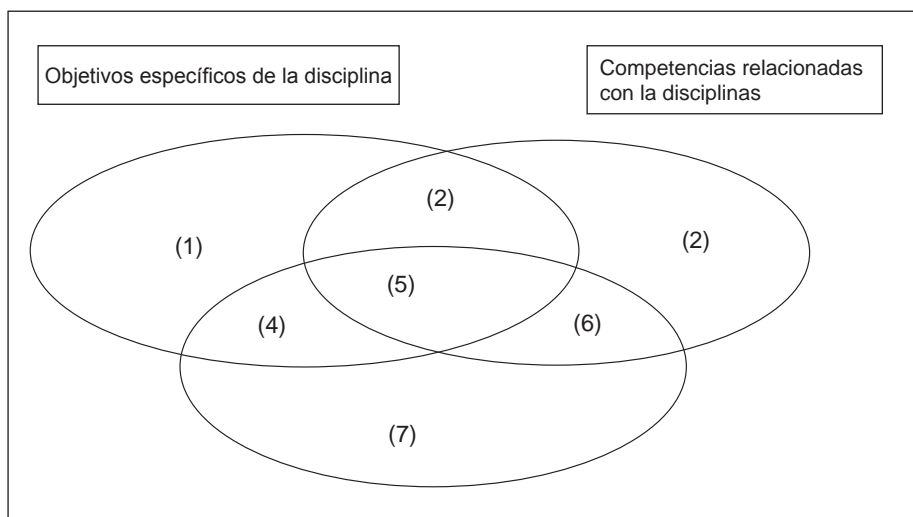 Objetivos específicos de la disciplina
Competencias relacionadas
con la disciplinas
(2)
(1)
(2)
(5)
(4)
(6)
(7)